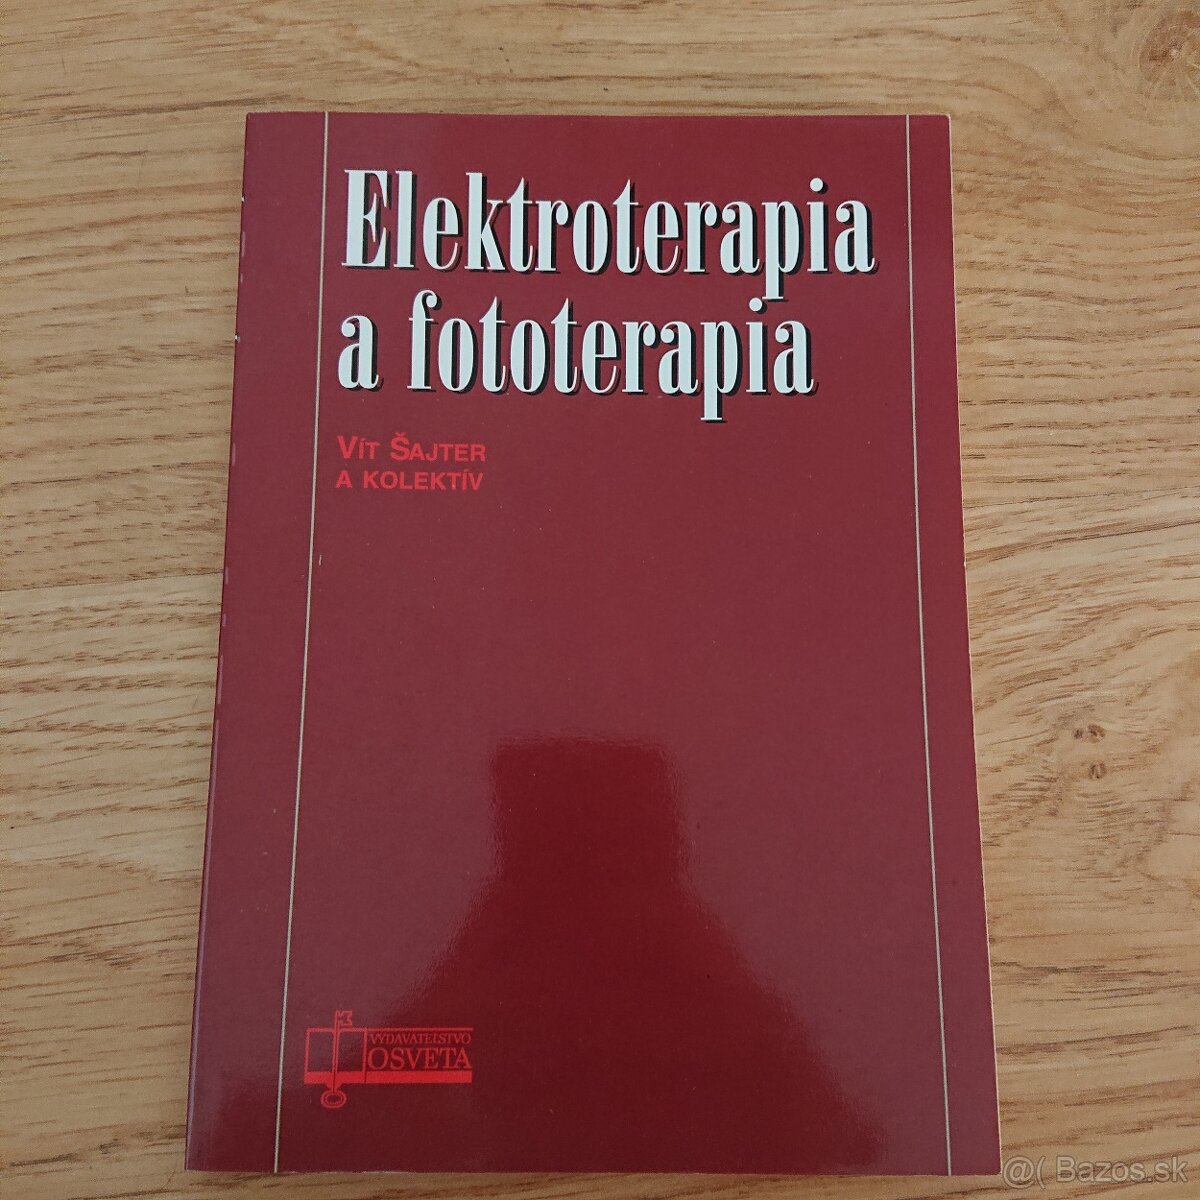 Elektroterapia
a fototerapia
VÍT ŠAJTER
A KOLEKTÍV
VYDAVATEĽSTVO
OSVETA
@( Bazos.sk